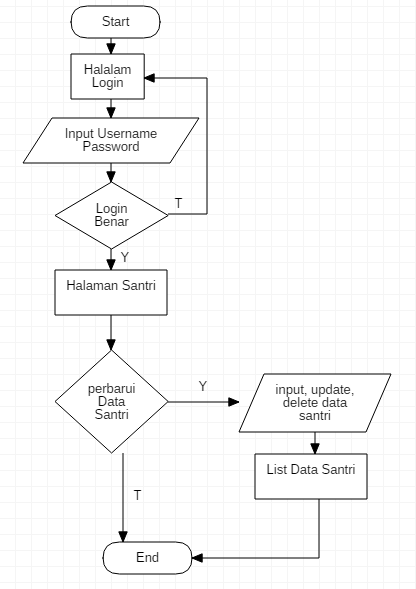 Start
Halalam
Login
Input Username
Password
Login
Benar
T
Y
Halaman Santri
perbarui
Data
Santri
Y
input, update,
delete data
santri
List Data Santri
T
End